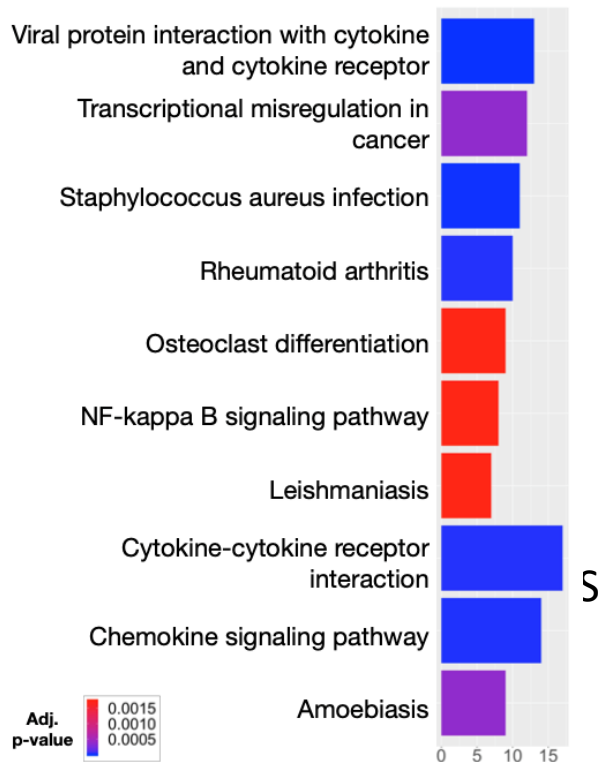 Viral protein interaction with cytokine
and cytokine receptor
Transcriptional misregulation in
cancer
Staphylococcus aureus infection
Rheumatoid arthritis
Osteoclast differentiation
NF-kappa B signaling pathway
Leishmaniasis
Cytokine-cytokine receptor
interaction
s
Chemokine signaling pathway
Amoebiasis
Adj.
p-value
0.0015
0.0010
0.0005
0 5 10 15